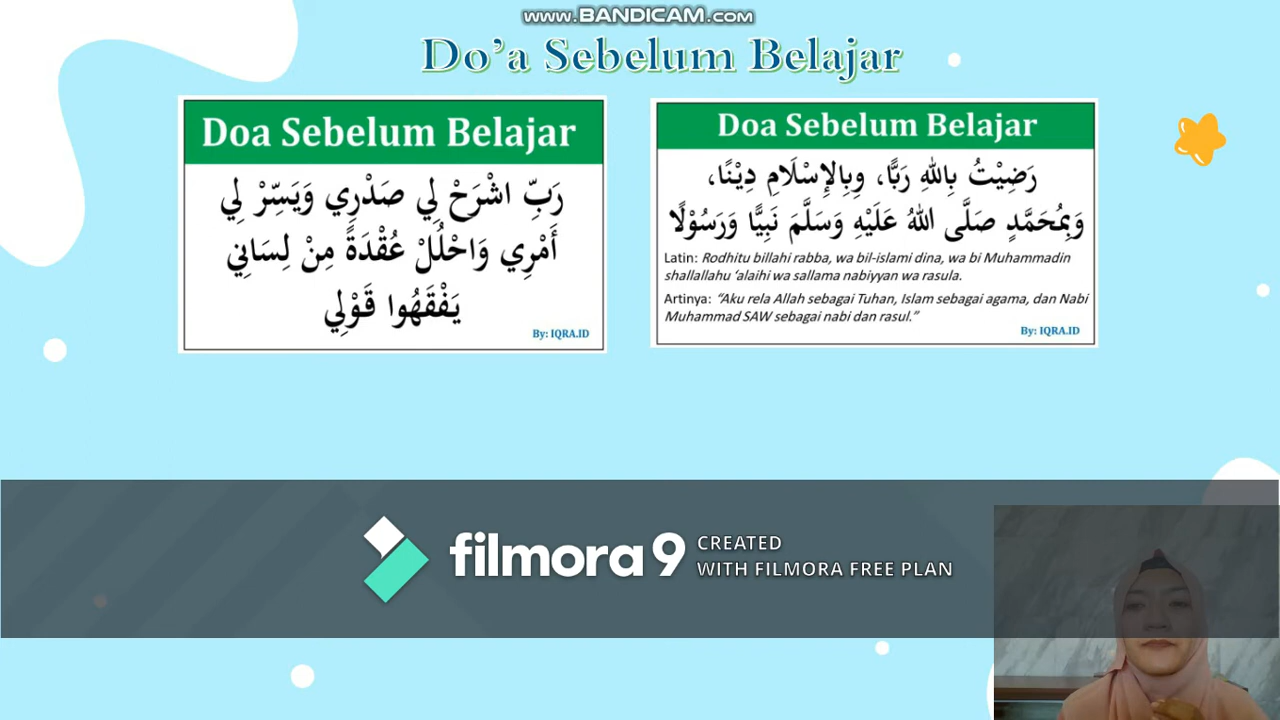 WWW.BANDICAM.COM
Do'a Sebelum Belajar
Doa Sebelum Belajar
رَبِّ اشْرَحْ لِي صَدْرِي وَيَسِّرْ لِي
أَمْرِي وَاحْلُلْ عُقْدَةً مِنْ لِسَانِي
يَفْقَهُوا قَوْلِي
By: IQRA.ID
Doa Sebelum Belajar
رَضِيْتُ بِاللهِ رَبًّا، وَبِالإِسْلَامِ دِيْنًا،
وَبِمُحَمَّدٍ صَلَّى اللهُ عَلَيْهِ وَسَلَّمَ نَبِيًّا وَرَسُوْلًا
Latin: Rodhitu billahi rabba, wa bil-islami dina, wa bi Muhammadin
shallallahu ‘alaihi wa sallama nabiyyan wa rasula.
Artinya: “Aku rela Allah sebagai Tuhan, Islam sebagai agama, dan Nabi
Muhammad SAW sebagai nabi dan rasul.”
By: IQRA.ID
filmora 9
CREATED
WITH FILMORA FREE PLAN